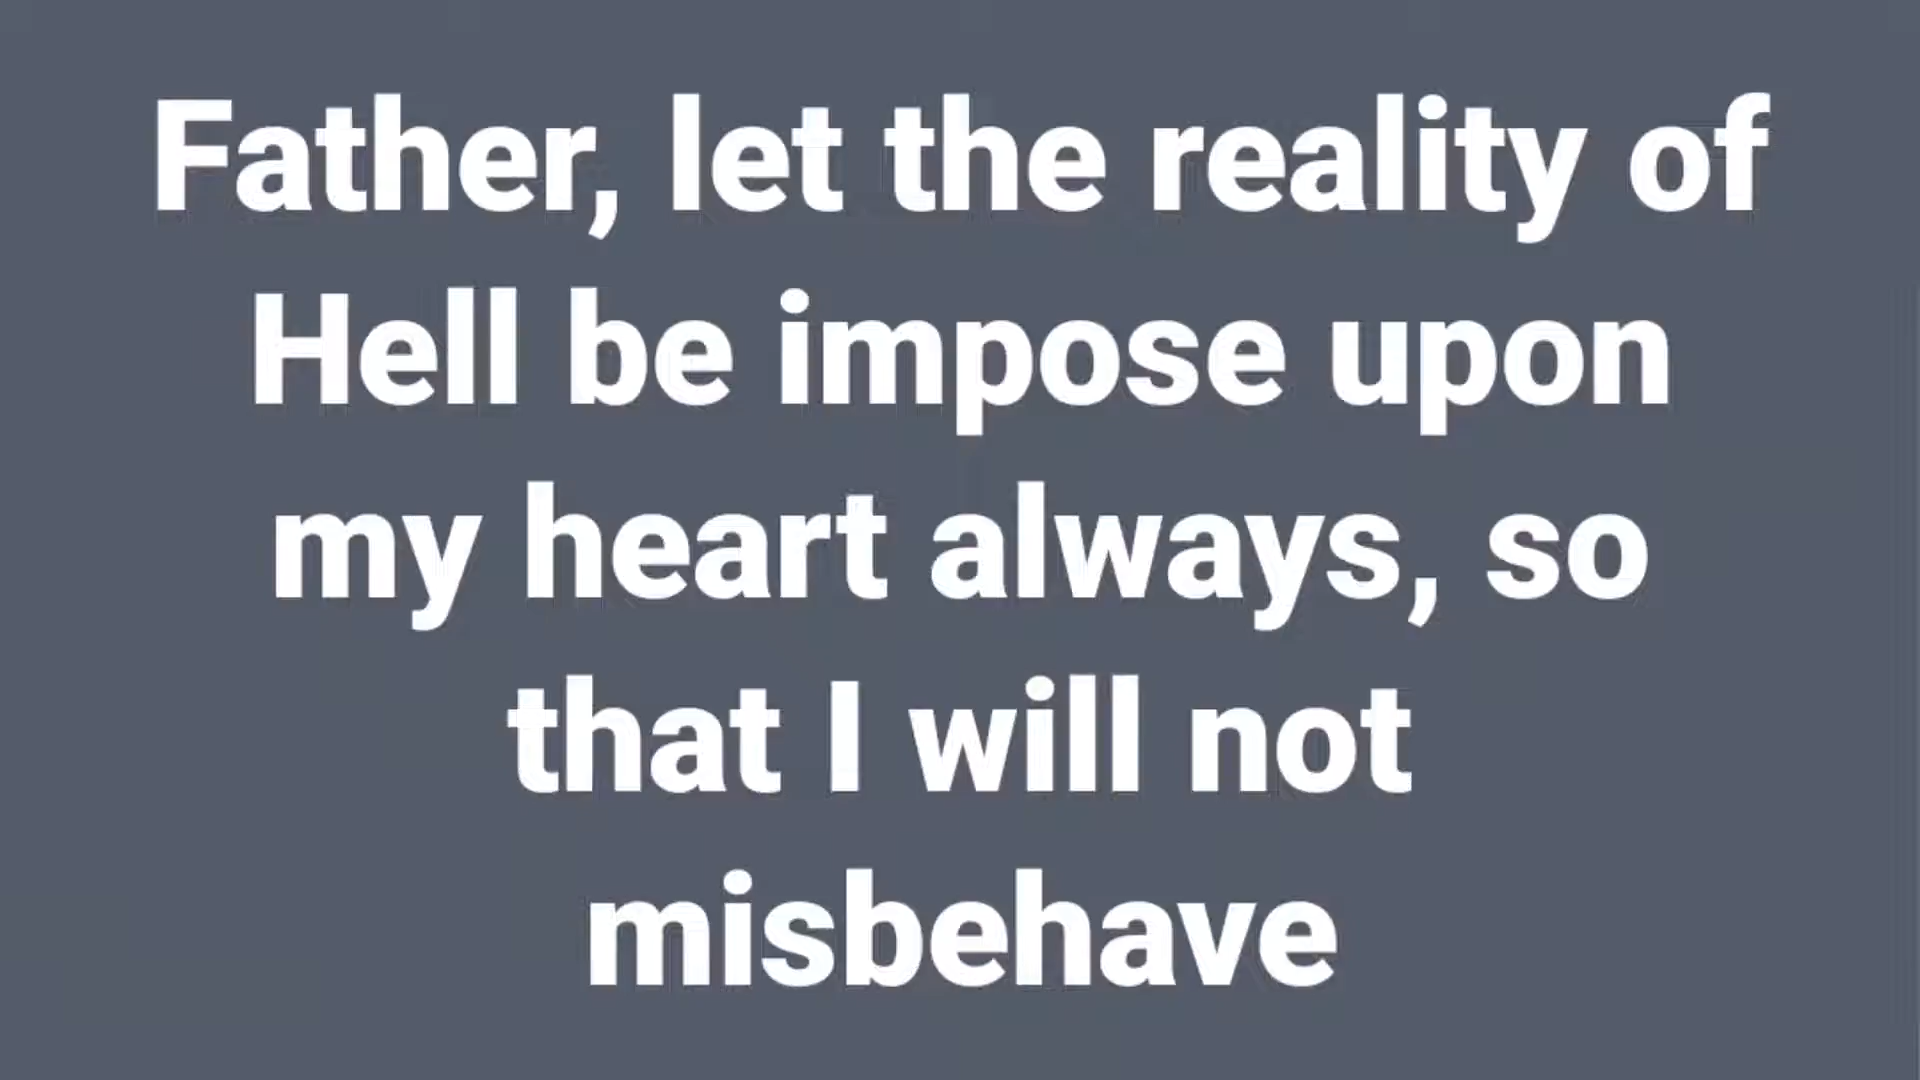 Father, let the reality of
Hell be impose upon
my heart always, so
that I will not
misbehave